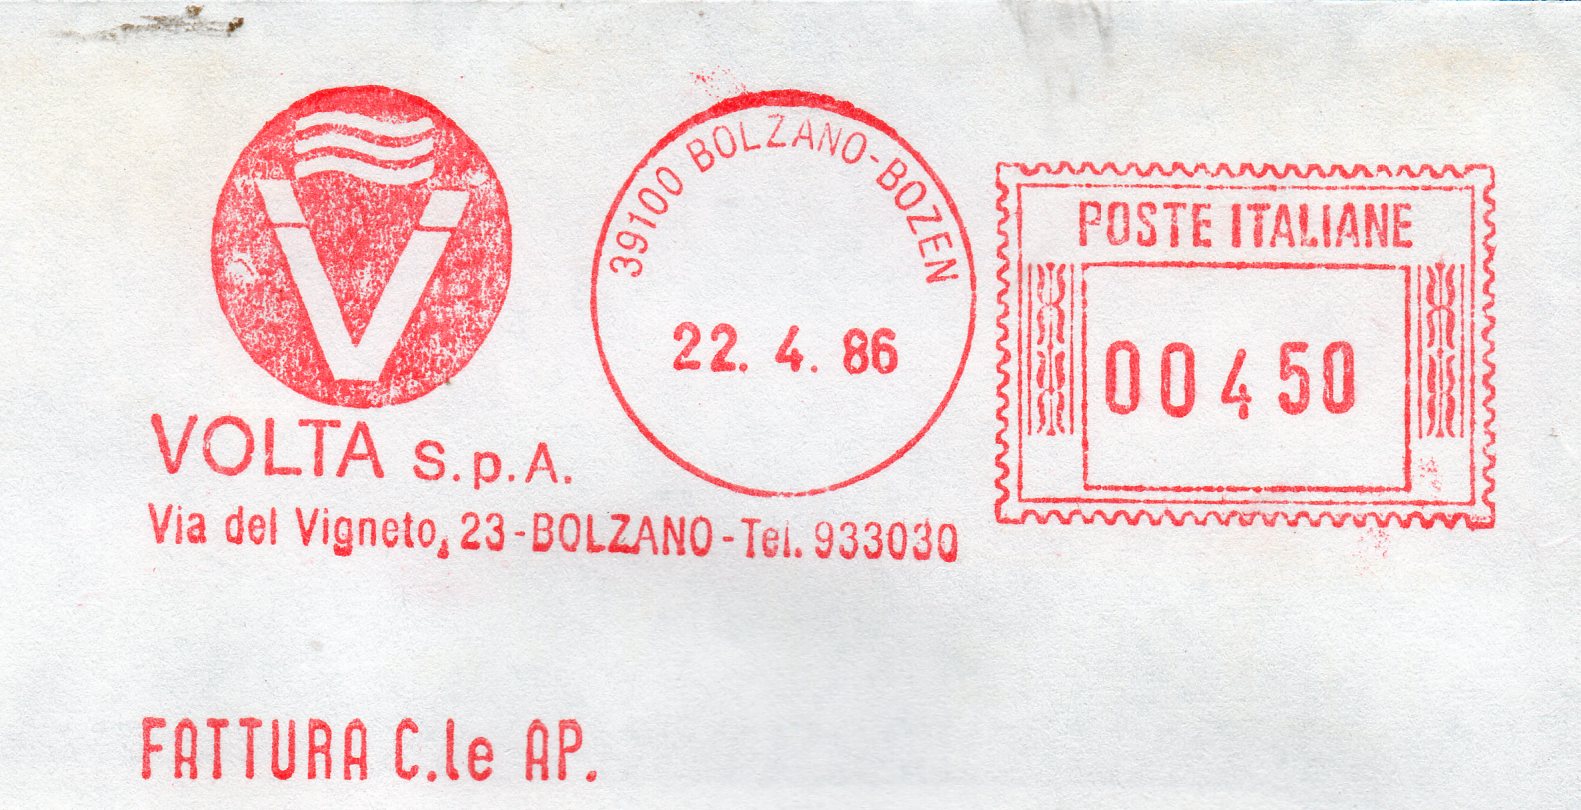 VOLTA s.p.A.
Via del Vigneto, 23-BOLZANO-Tel. 933030
39100 BOLZANO-BOZEN
22. 4. 86
POSTE ITALIANE
00450
FATTURA C.le AP.